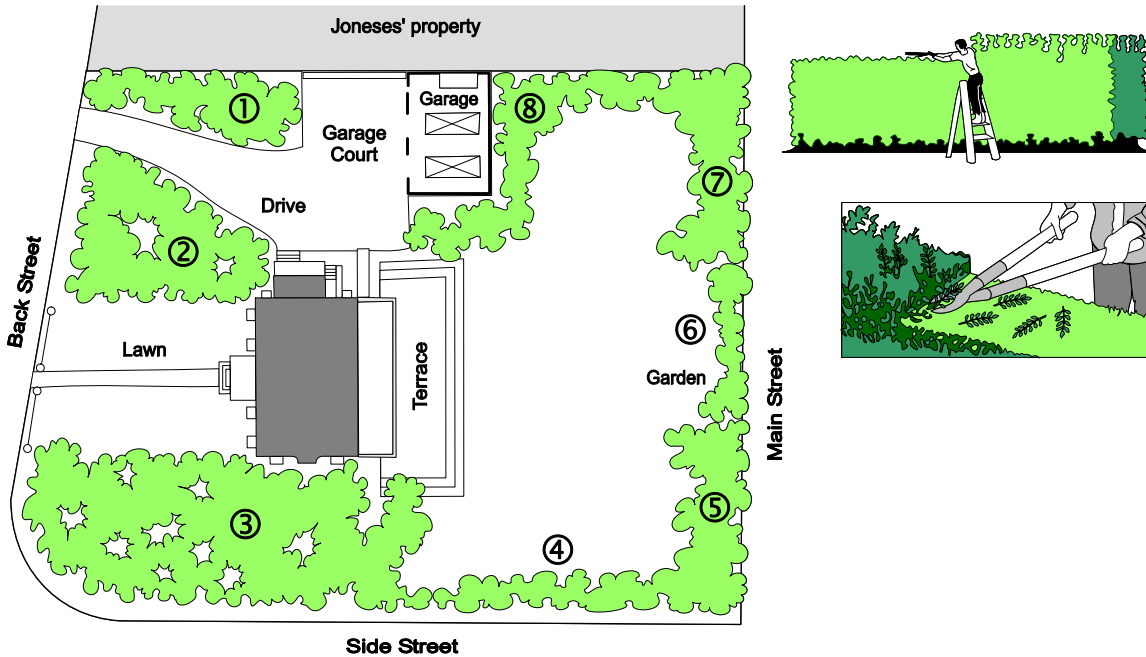 Joneses' property
①
⑧
Garage
Garage
Court
⑦
Drive
②
Back Street
⑥
Lawn
Garden
Terrace
Main Street
⑤
③
④
Side Street